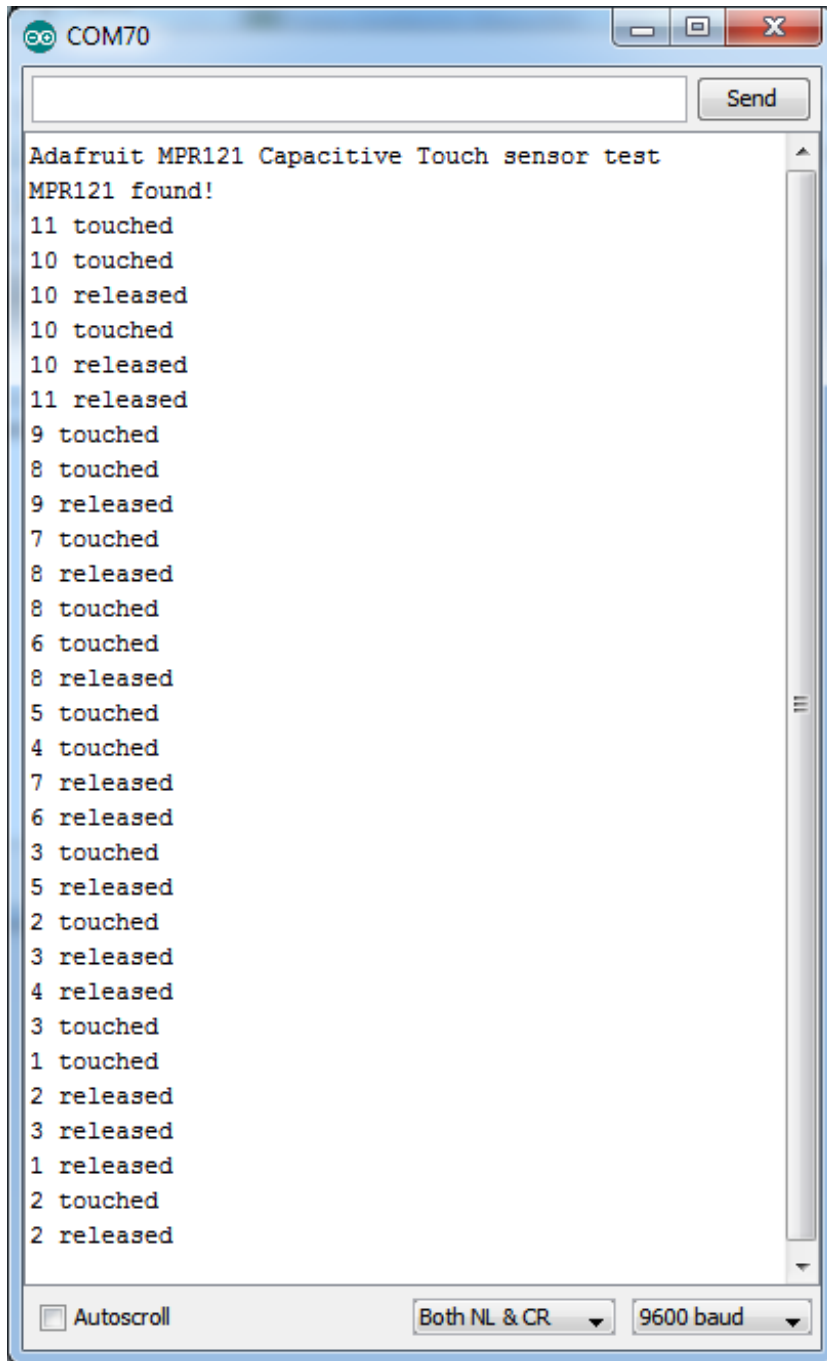 COM70
Send
Adafruit MPR121 Capacitive Touch sensor test
MPR121 found!
11 touched
10 touched
10 released
10 touched
10 released
11 released
9 touched
8 touched
9 released
7 touched
8 released
8 touched
6 touched
8 released
5 touched
4 touched
7 released
6 released
3 touched
5 released
2 touched
3 released
4 released
3 touched
1 touched
2 released
3 released
1 released
2 touched
2 released
Autoscroll Both NL & CR 9600 baud